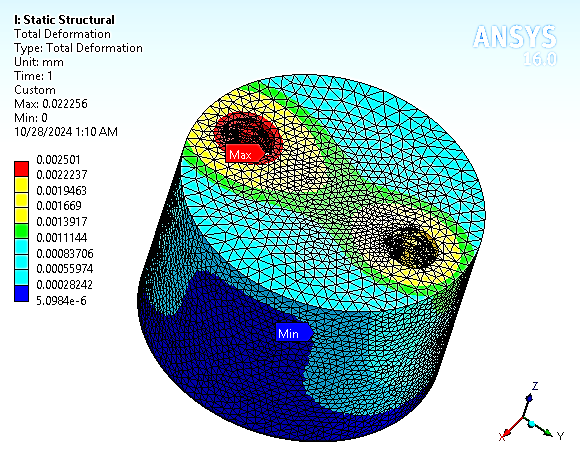 I: Static Structural
Total Deformation
Type: Total Deformation
Unit: mm
Time: 1
Custom
Max: 0.022256
Min: 0
10/28/2024 1:10 AM
ANSYS
16.0
0.002501
0.0022237
0.0019463
0.001669
0.0013917
0.0011144
0.00083706
0.00055974
0.00028242
5.0984e-6
Max
Min
Z
X
Y